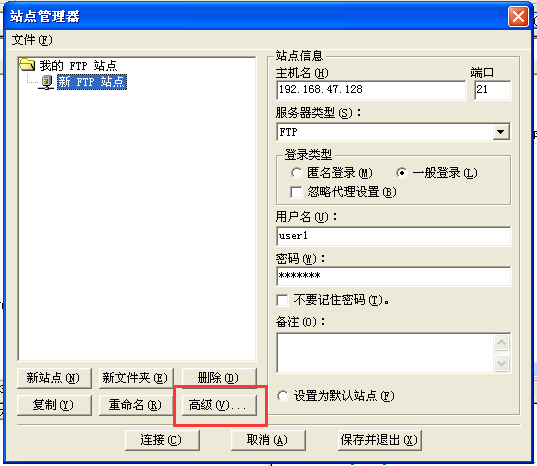 站点管理器
文件(F)
我的 FTP 站点
新 FTP 站点
新站点(N)
新文件夹(E)
删除(D)
复制(Y)
重命名(R)
高级(V)...
站点信息
主机名(H)
端口
192.168.47.128
21
服务器类型(S):
FTP
登录类型
匿名登录(M)
一般登录(L)
忽略代理设置(B)
用户名(U):
user1
密码(W):
*******
不要记住密码(T)。
备注(O):
设置为默认站点(F)
连接(C)
取消(A)
保存并退出(X)